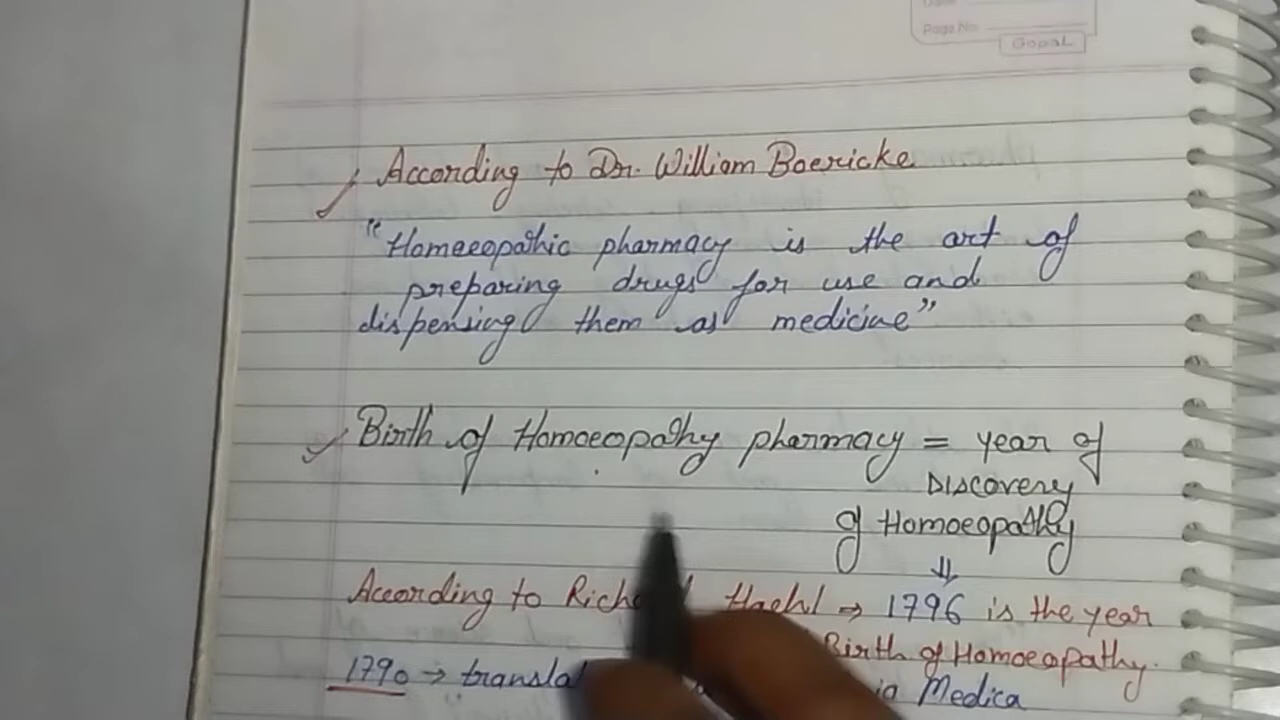 Page No
Gopal
According to Dr. William Boericke
"Homoeopathic pharmacy is the art of
preparing drugs for use and
dispensing them as medicine"
Birth of Homoeopathy pharmacy = year of
DISCOVERY
of Homoeopathy
⇓
According to Haehl → 1796 is the year
Birth of Homoeopathy.
1790 → Medica